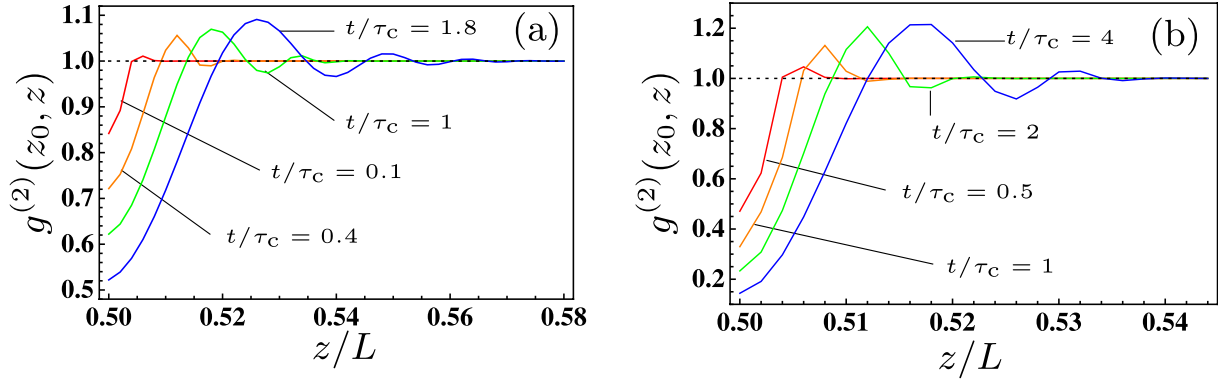 (a)
1.1
1.0
0.9
0.8
0.7
0.6
0.5
g(2)(z0, z)
t/τc = 1.8
t/τc = 1
t/τc = 0.1
t/τc = 0.4
0.50 0.52 0.54 0.56 0.58
z/L
(b)
1.2
1.0
0.8
0.6
0.4
1.2
g(2)(z0, z)
t/τc = 4
t/τc = 2
t/τc = 0.5
t/τc = 1
0.50 0.51 0.52 0.53 0.54
z/L